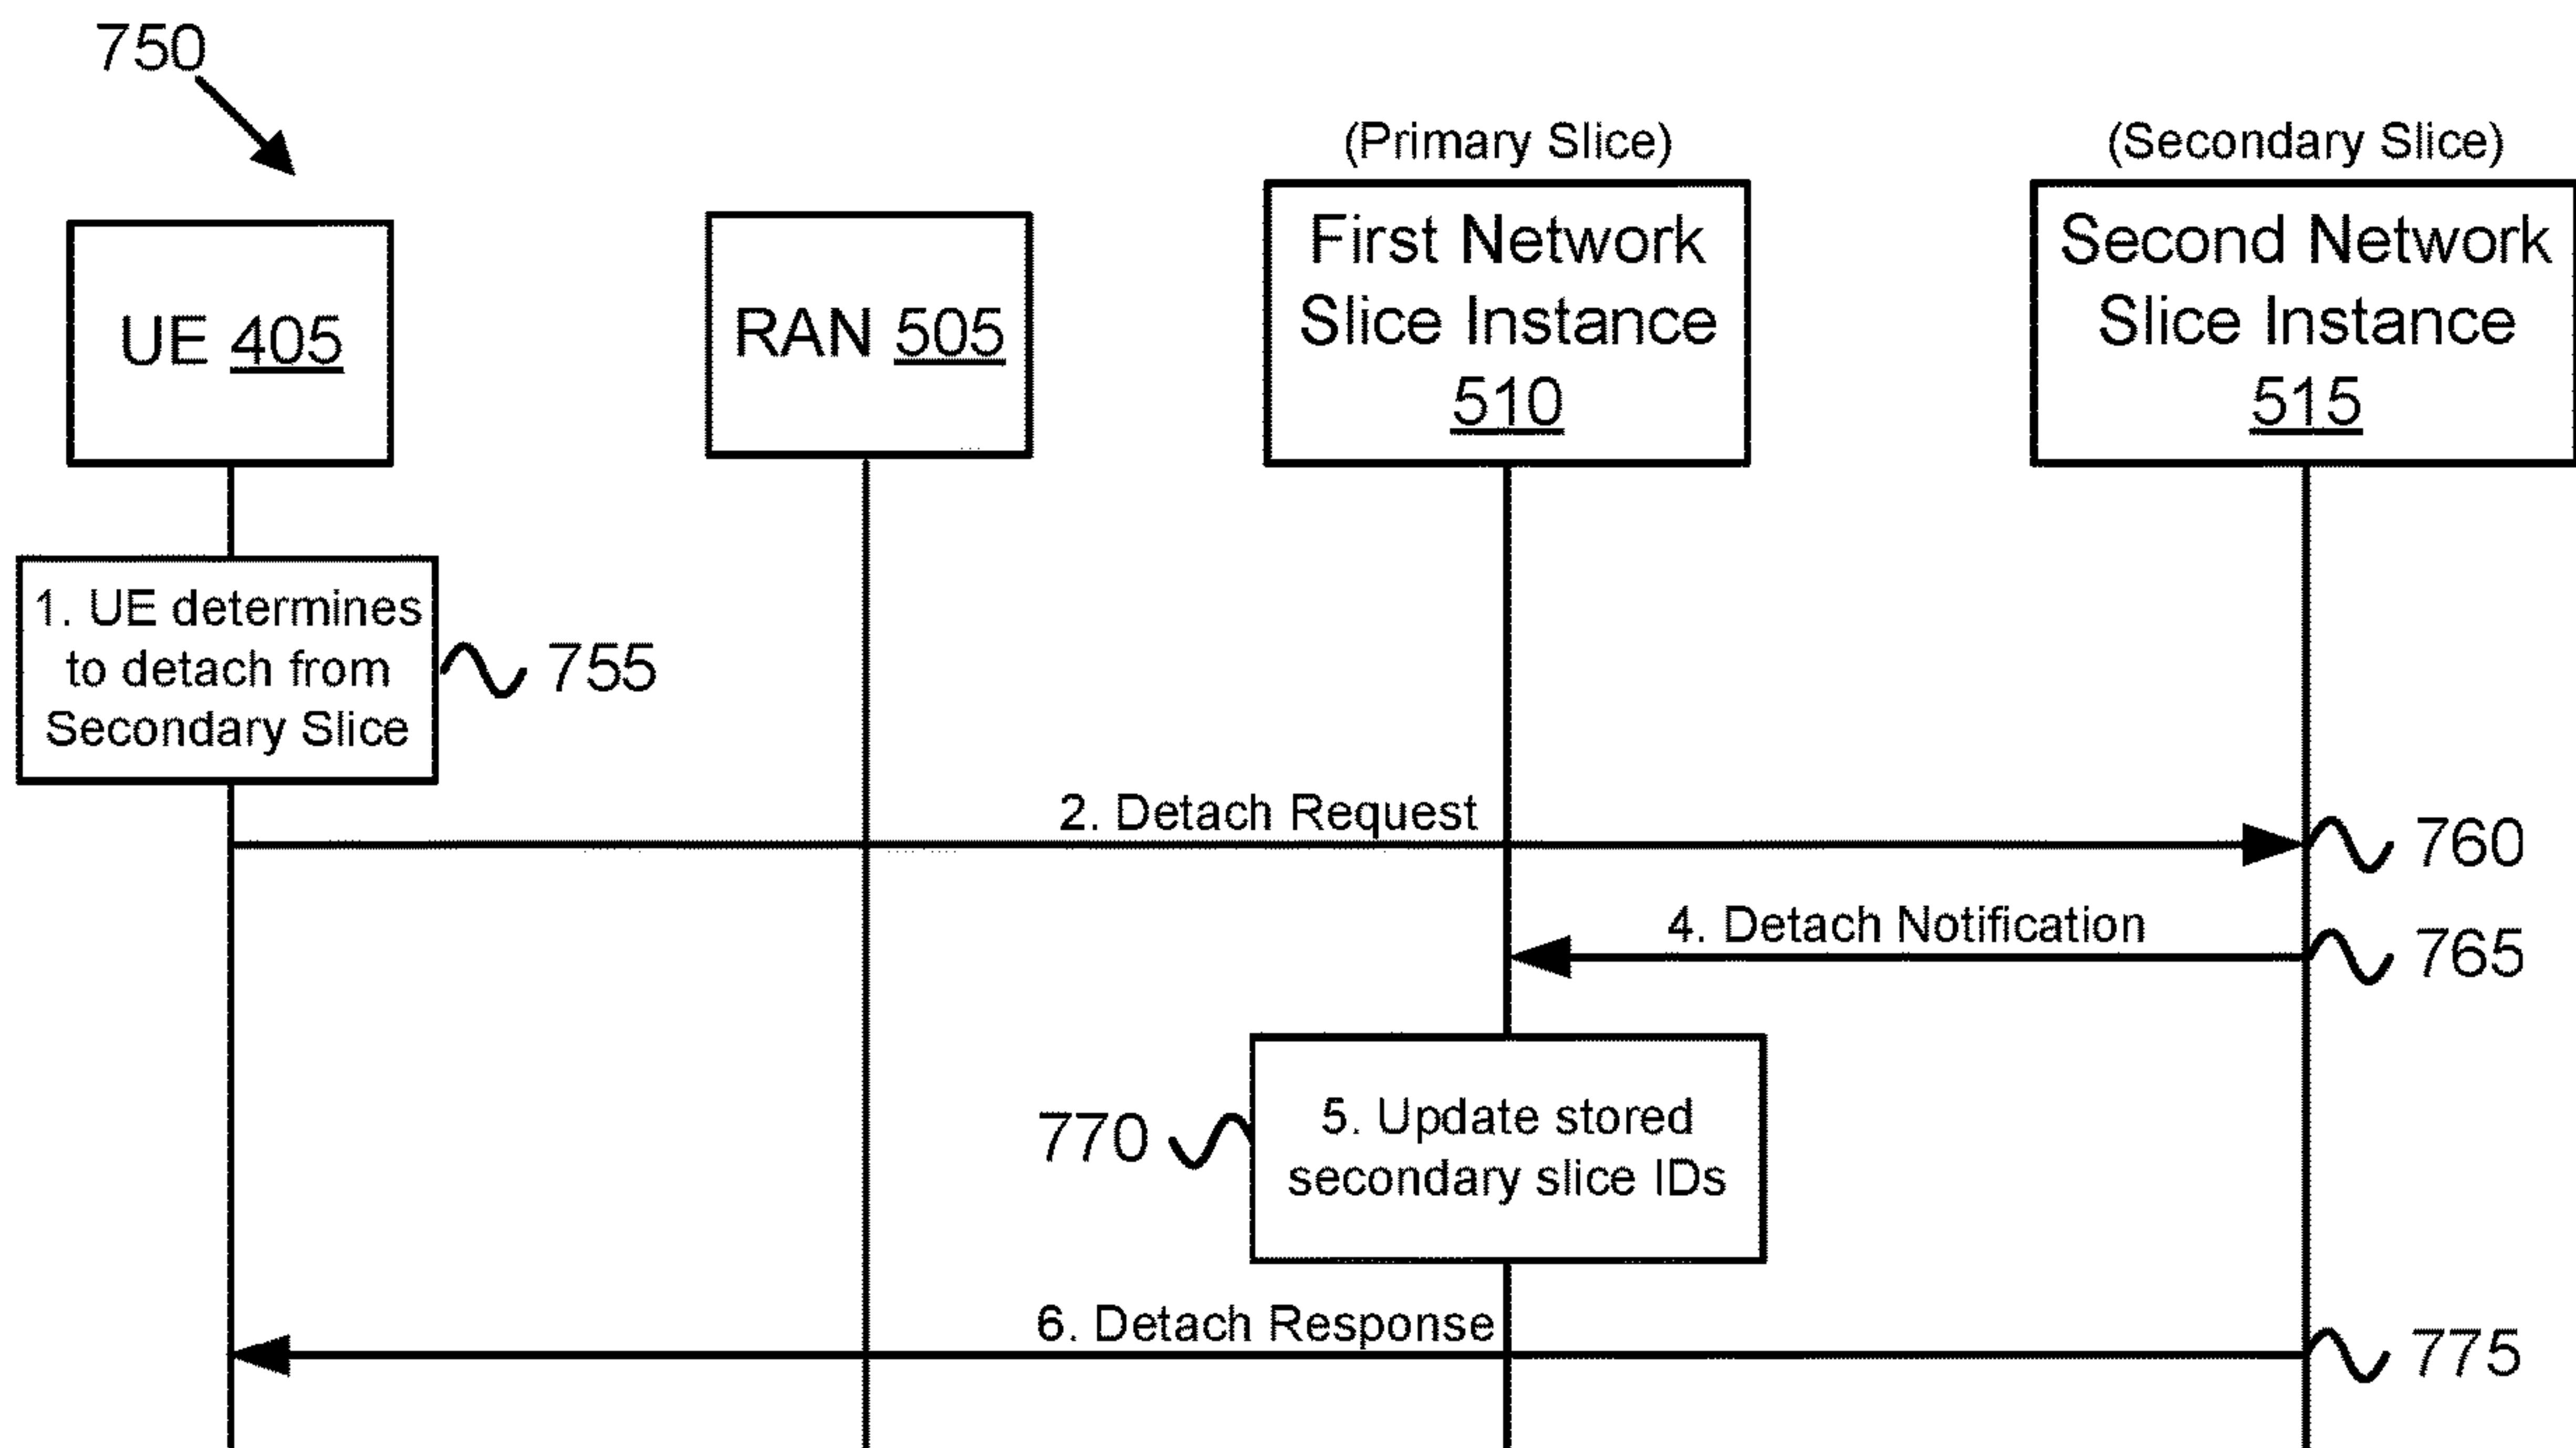 750
(Primary Slice)
(Secondary Slice)
UE 405
RAN 505
First Network
Slice Instance
510
Second Network
Slice Instance
515
1. UE determines
to detach from
Secondary Slice
755
2. Detach Request
760
4. Detach Notification
765
770
5. Update stored
secondary slice IDs
6. Detach Response
775